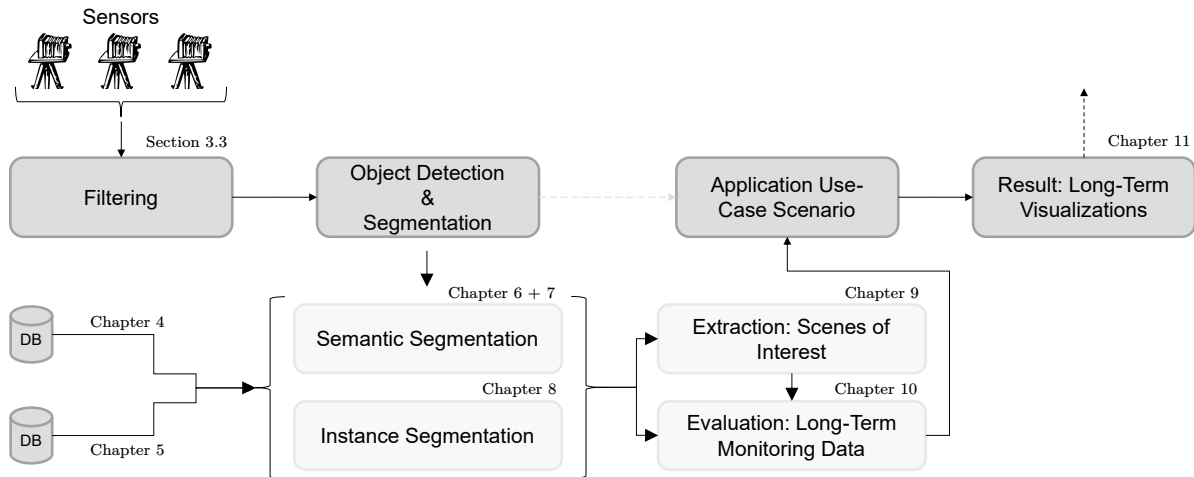 Sensors
Section 3.3
Chapter 11
Filtering
Object Detection
&
Segmentation
Application Use-
Case Scenario
Result: Long-Term
Visualizations
Chapter 6 + 7
Chapter 9
Chapter 4
DB
Semantic Segmentation
Extraction: Scenes of
Interest
Chapter 8
Chapter 10
DB
Chapter 5
Instance Segmentation
Evaluation: Long-Term
Monitoring Data